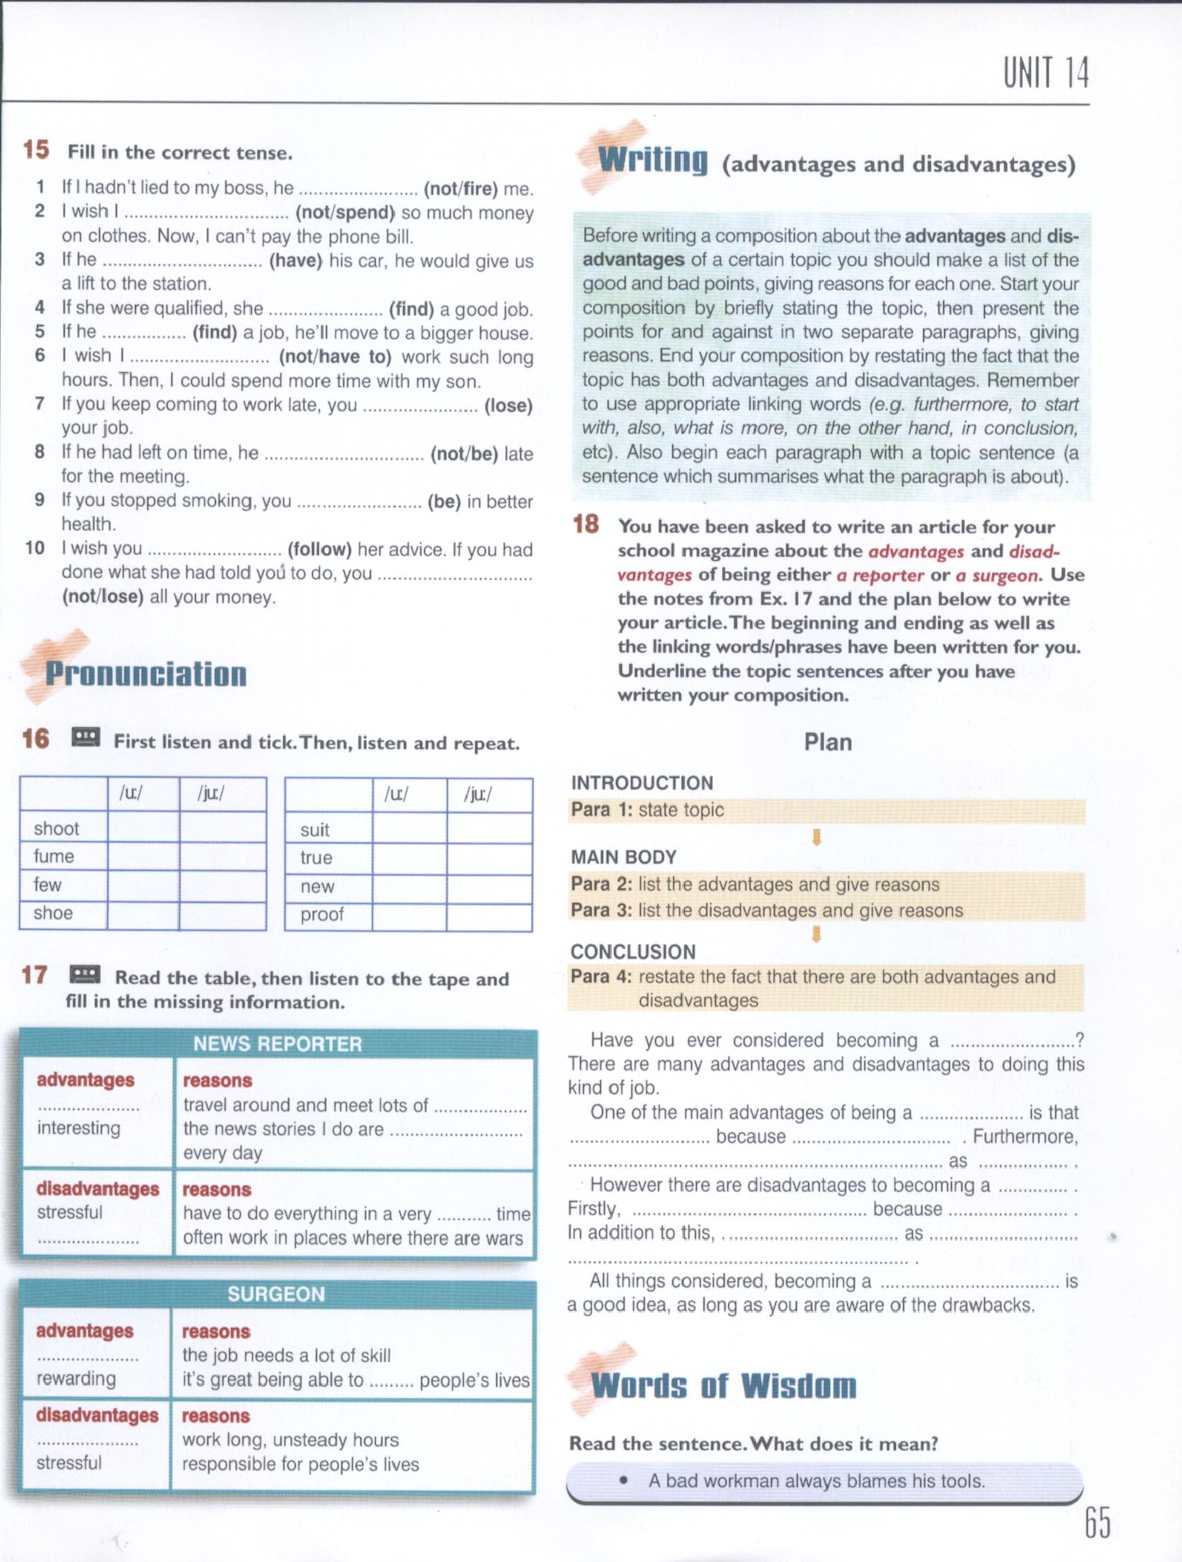 UNIT 14
15 Fill in the correct tense.
1 If I hadn't lied to my boss, he ........................ (not/fire) me.
2 I wish I .................................. (not/spend) so much money
on clothes. Now, I can't pay the phone bill.
3 If he ................................. (have) his car, he would give us
a lift to the station.
4 If she were qualified, she ........................ (find) a good job.
5 If he ................. (find) a job, he'll move to a bigger house.
6 I wish I ............................. (not/have to) work such long
hours. Then, I could spend more time with my son.
7 If you keep coming to work late, you ........................ (lose)
your job.
8 If he had left on time, he ................................. (not/be) late
for the meeting.
9 If you stopped smoking, you .......................... (be) in better
health.
10 I wish you ............................ (follow) her advice. If you had
done what she had told you to do, you ................................
(not/lose) all your money.
Pronunciation
16 First listen and tick. Then, listen and repeat.
/uː/ /juː/
shoot
fume
few
shoe
/uː/ /juː/
suit
true
new
proof
17 Read the table, then listen to the tape and
fill in the missing information.
NEWS REPORTER
advantages reasons
..................... travel around and meet lots of ...................
interesting the news stories I do are ............................
every day
disadvantages reasons
stressful have to do everything in a very ........... time
..................... often work in places where there are wars
SURGEON
advantages reasons
..................... the job needs a lot of skill
rewarding it's great being able to ......... people's lives
disadvantages reasons
..................... work long, unsteady hours
stressful responsible for people's lives
Writing (advantages and disadvantages)
Before writing a composition about the advantages and dis-
advantages of a certain topic you should make a list of the
good and bad points, giving reasons for each one. Start your
composition by briefly stating the topic, then present the
points for and against in two separate paragraphs, giving
reasons. End your composition by restating the fact that the
topic has both advantages and disadvantages. Remember
to use appropriate linking words (e.g. furthermore, to start
with, also, what is more, on the other hand, in conclusion,
etc). Also begin each paragraph with a topic sentence (a
sentence which summarises what the paragraph is about).
18 You have been asked to write an article for your
school magazine about the advantages and disad-
vantages of being either a reporter or a surgeon. Use
the notes from Ex. 17 and the plan below to write
your article. The beginning and ending as well as
the linking words/phrases have been written for you.
Underline the topic sentences after you have
written your composition.
Plan
INTRODUCTION
Para 1: state topic
MAIN BODY
Para 2: list the advantages and give reasons
Para 3: list the disadvantages and give reasons
CONCLUSION
Para 4: restate the fact that there are both advantages and
disadvantages
Have you ever considered becoming a ..........................?
There are many advantages and disadvantages to doing this
kind of job.
One of the main advantages of being a ..................... is that
............................. because ................................ . Furthermore,
............................................................................. as ................... .
However there are disadvantages to becoming a .............. .
Firstly, ................................................ because ......................... .
In addition to this, .................................... as ...............................
...................................................................... .
All things considered, becoming a ..................................... is
a good idea, as long as you are aware of the drawbacks.
Words of Wisdom
Read the sentence. What does it mean?
• A bad workman always blames his tools.
65